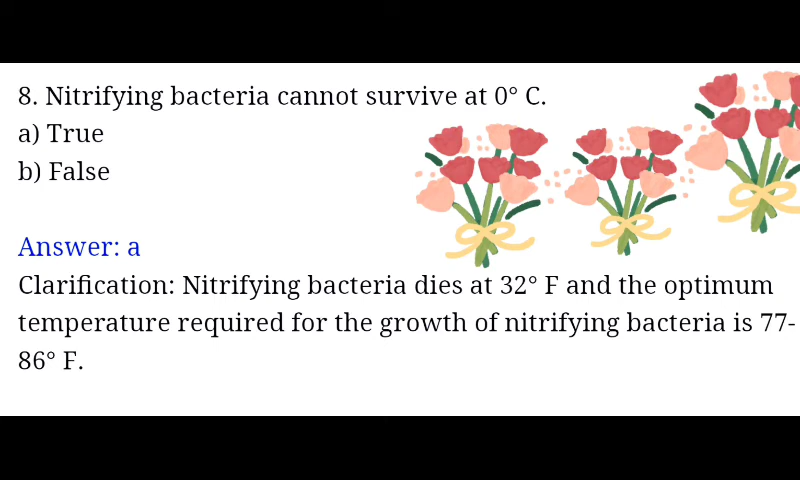 8. Nitrifying bacteria cannot survive at 0° C.
a) True
b) False
Answer: a
Clarification: Nitrifying bacteria dies at 32° F and the optimum
temperature required for the growth of nitrifying bacteria is 77-
86° F.